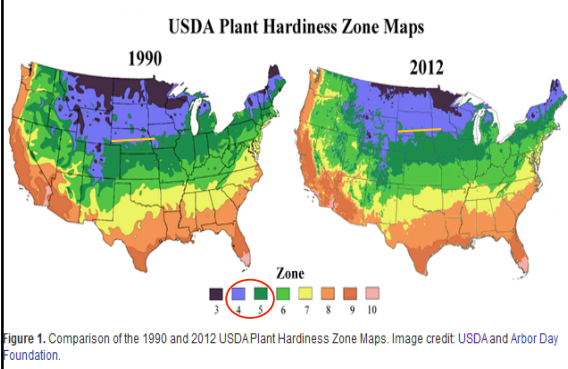 USDA Plant Hardiness Zone Maps
1990
2012
Zone
3 4 5 6 7 8 9 10
Figure 1. Comparison of the 1990 and 2012 USDA Plant Hardiness Zone Maps. Image credit: USDA and Arbor Day
Foundation.